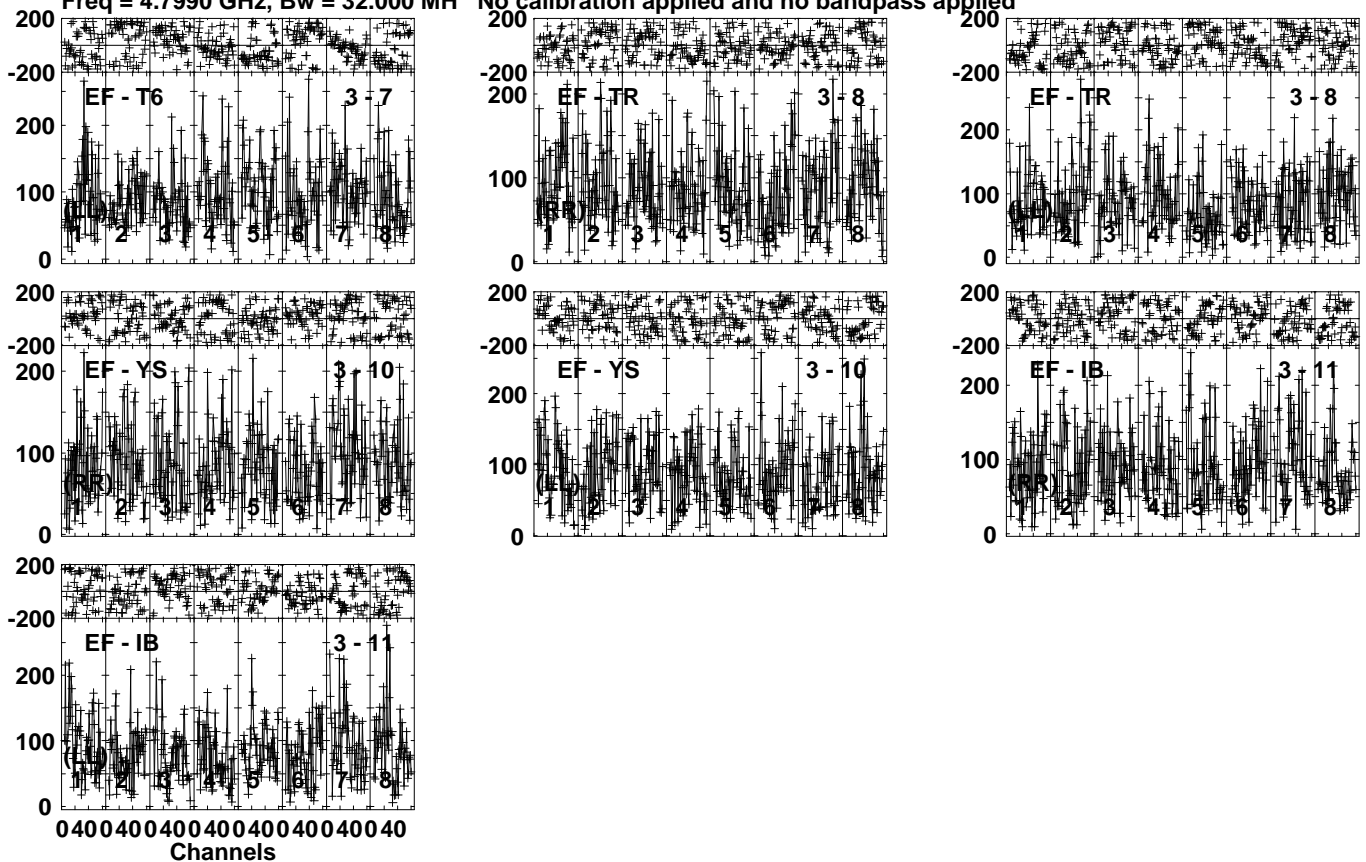 Freq = 4.7990 GHz, Bw = 32.000 MH No calibration applied and no bandpass applied
200 200 200
-200 -200 -200
EF - T6 3 - 7 EF - TR 3 - 8 EF - TR 3 - 8
200 200 200
100 100 100
(LL) (RR) (LL)
1 2 3 4 5 6 7 8 1 2 3 4 5 6 7 8 1 2 3 4 5 6 7 8
0 0 0
200 200 200
-200 -200 -200
EF - YS 3 - 10 EF - YS 3 - 10 EF - IB 3 - 11
200 200 200
100 100 100
(RR) (LL) (RR)
1 2 3 4 5 6 7 8 1 2 3 4 5 6 7 8 1 2 3 4 5 6 7 8
0 0 0
200
-200
EF - IB 3 - 11
200
100
(LL)
1 2 3 4 5 6 7 8
0
0 40 0 40 0 40 0 40 0 40 0 40 0 40 0 40
Channels